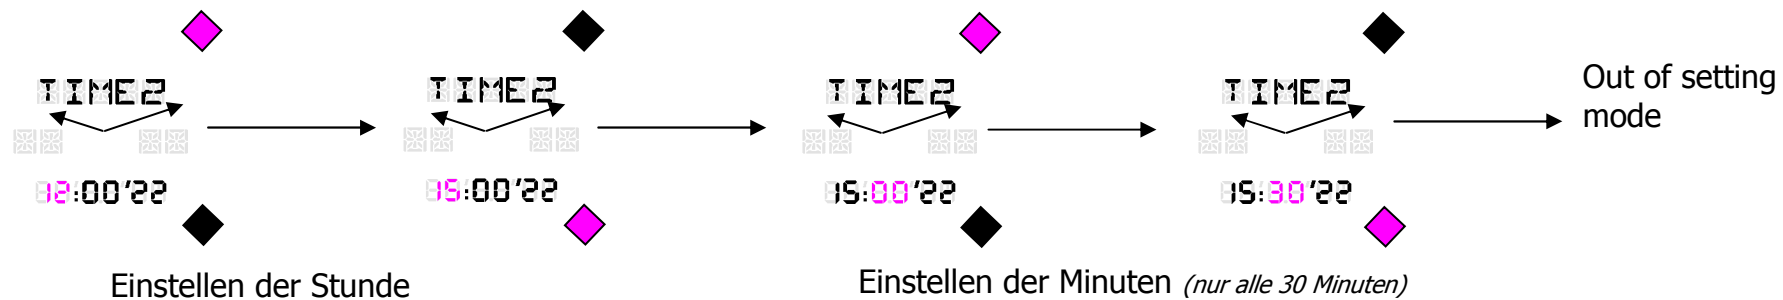 TIME2
12:00'22
TIME2
15:00'22
TIME2
15:00'22
TIME2
15:30'22
Out of setting
mode
Einstellen der Stunde
Einstellen der Minuten (nur alle 30 Minuten)